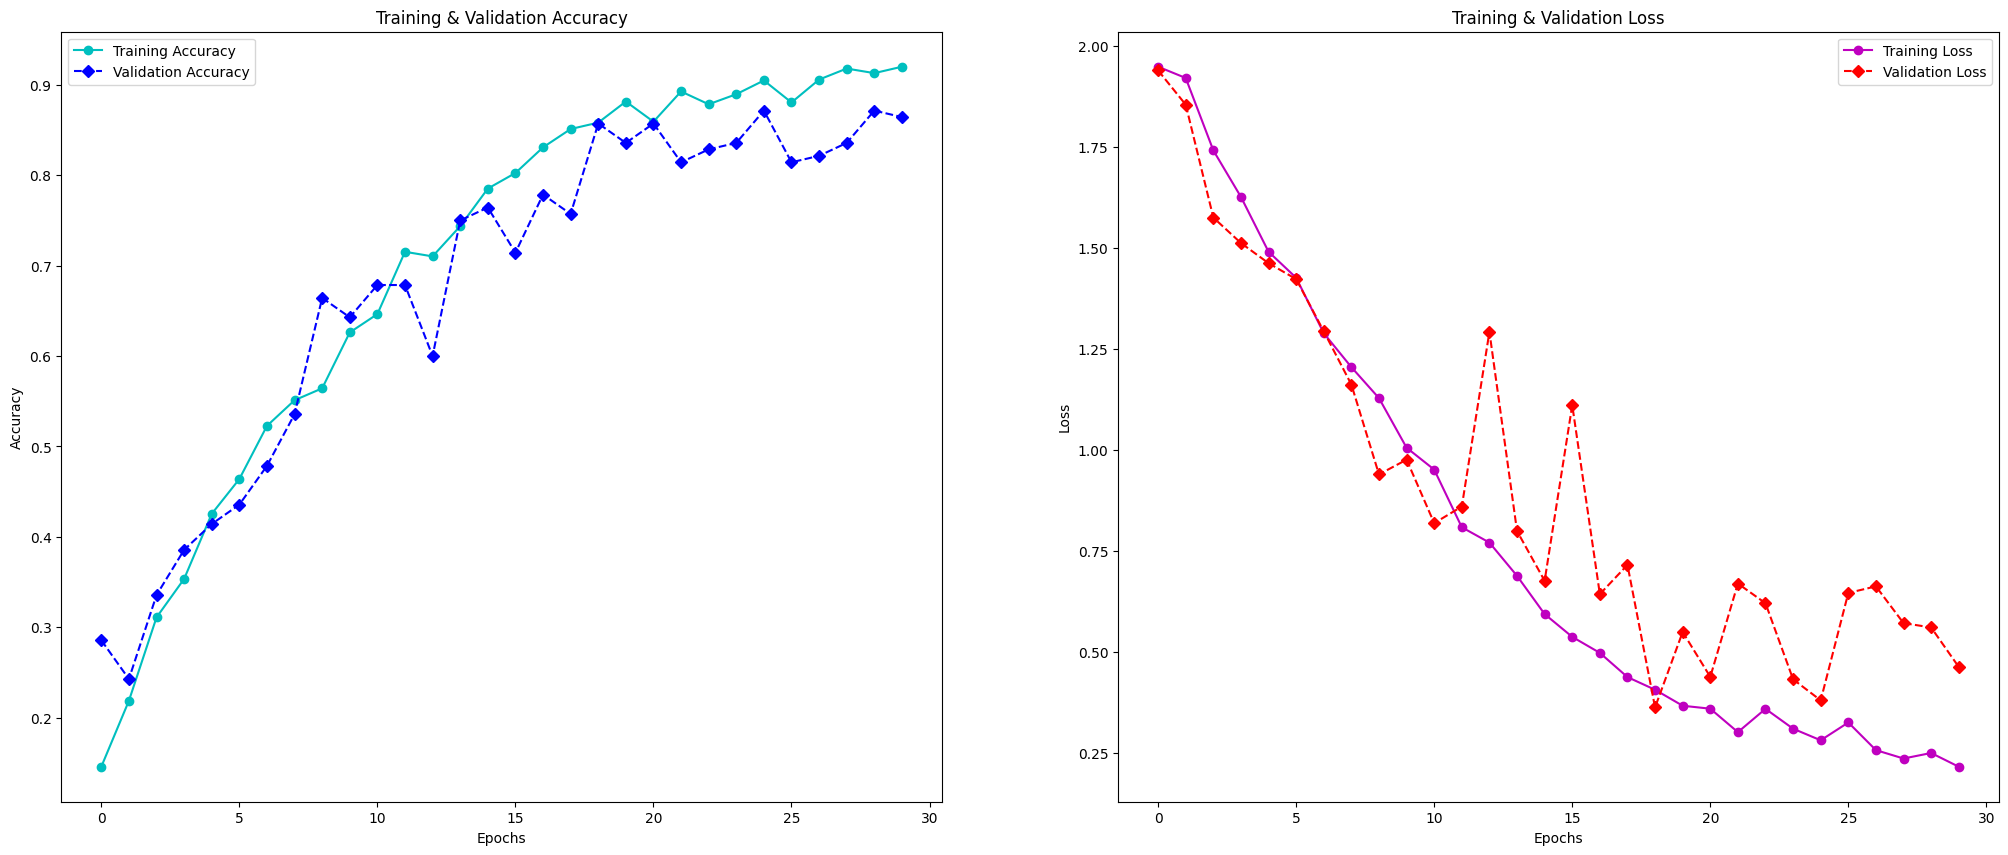 Training & Validation Accuracy
Training Accuracy
Validation Accuracy
0.9
0.8
0.7
0.6
0.5
0.4
0.3
0.2
Accuracy
0 5 10 15 20 25 30
Epochs
Training & Validation Loss
Training Loss
Validation Loss
2.00
1.75
1.50
1.25
1.00
0.75
0.50
0.25
Loss
0 5 10 15 20 25 30
Epochs